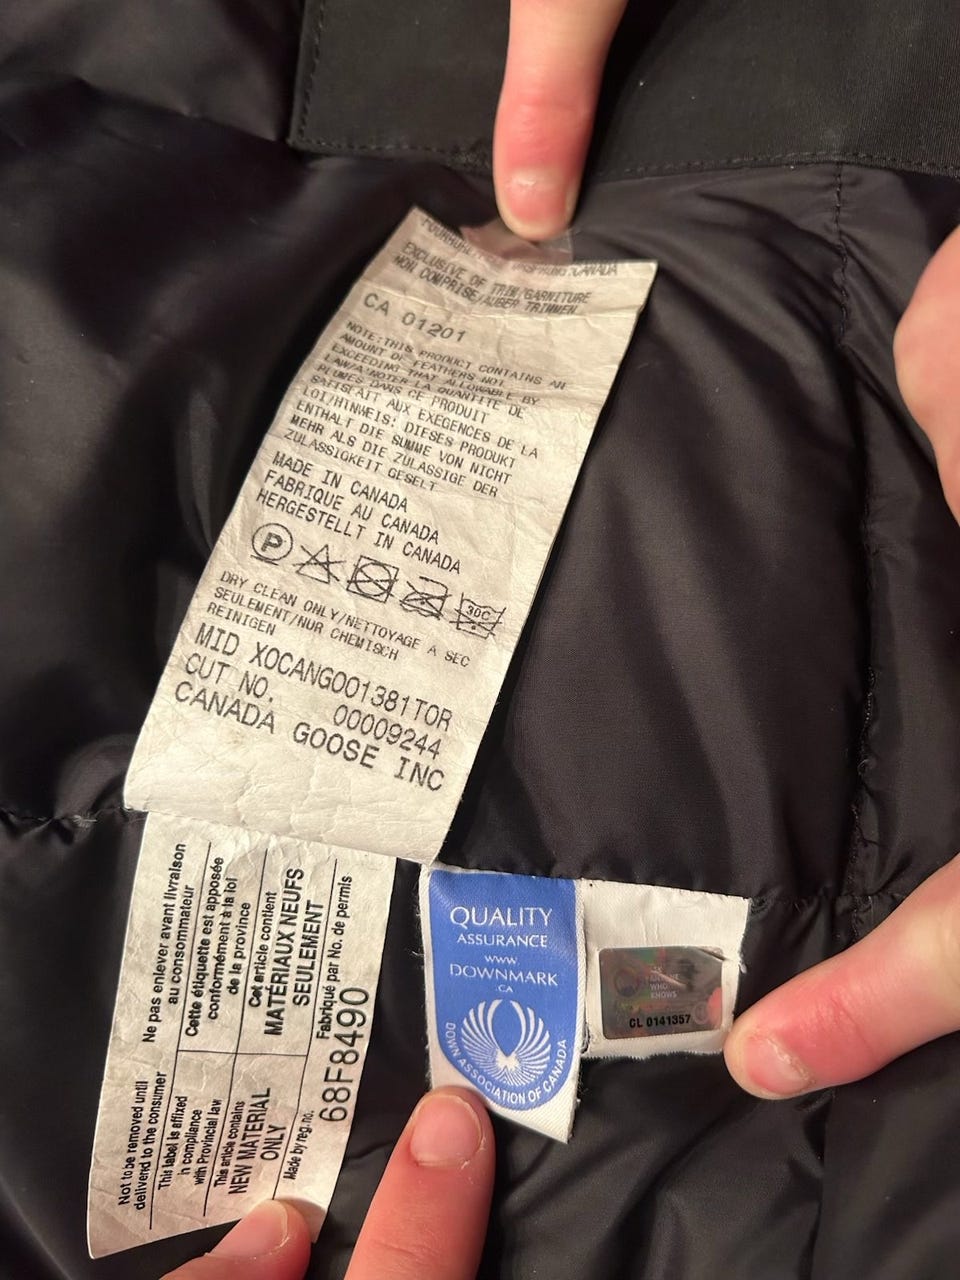 EXCLUSIVE OF TRIM/GARNITURE
NON COMPRISE/AUBER TRIMMEN
CA 01201
NOTE:THIS PRODUCT CONTAINS AN
AMOUNT OF FEATHERS NOT
EXCEEDING THAT ALLOWABLE BY
LAW/A NOTER LA QUANTITE DE
PLUMES DANS CE PRODUIT
SATISFAIT AUX EXEGENCES DE LA
LOI/HINWEIS: DIESES PRODUKT
ENTHALT DIE SUMME VON NICHT
MEHR ALS DIE ZULASSIGE DER
ZULASSIGKEIT GESELT
MADE IN CANADA
FABRIQUE AU CANADA
HERGESTELLT IN CANADA
P
30C
DRY CLEAN ONLY/NETTOYAGE A SEC
SEULEMENT/NUR CHEMISCH
REINIGEN
MID XOCANGOO1381TOR
CUT NO. 00009244
CANADA GOOSE INC
Ne pas enlever avant livraison
au consommateur
Cette étiquette est apposée
conformément à la loi
de la province
Cet article contient
MATÉRIAUX NEUFS
SEULEMENT
Fabriqué par No. de permis
68F8490
Not to be removed until
delivered to the consumer
This label is affixed
in compliance
with Provincial law
This article contains
NEW MATERIAL
ONLY
Made by reg. no.
QUALITY
ASSURANCE
www
DOWNMARK
.CA
DOWN ASSOCIATION OF CANADA
WHO
KNOWS
CL 0141357